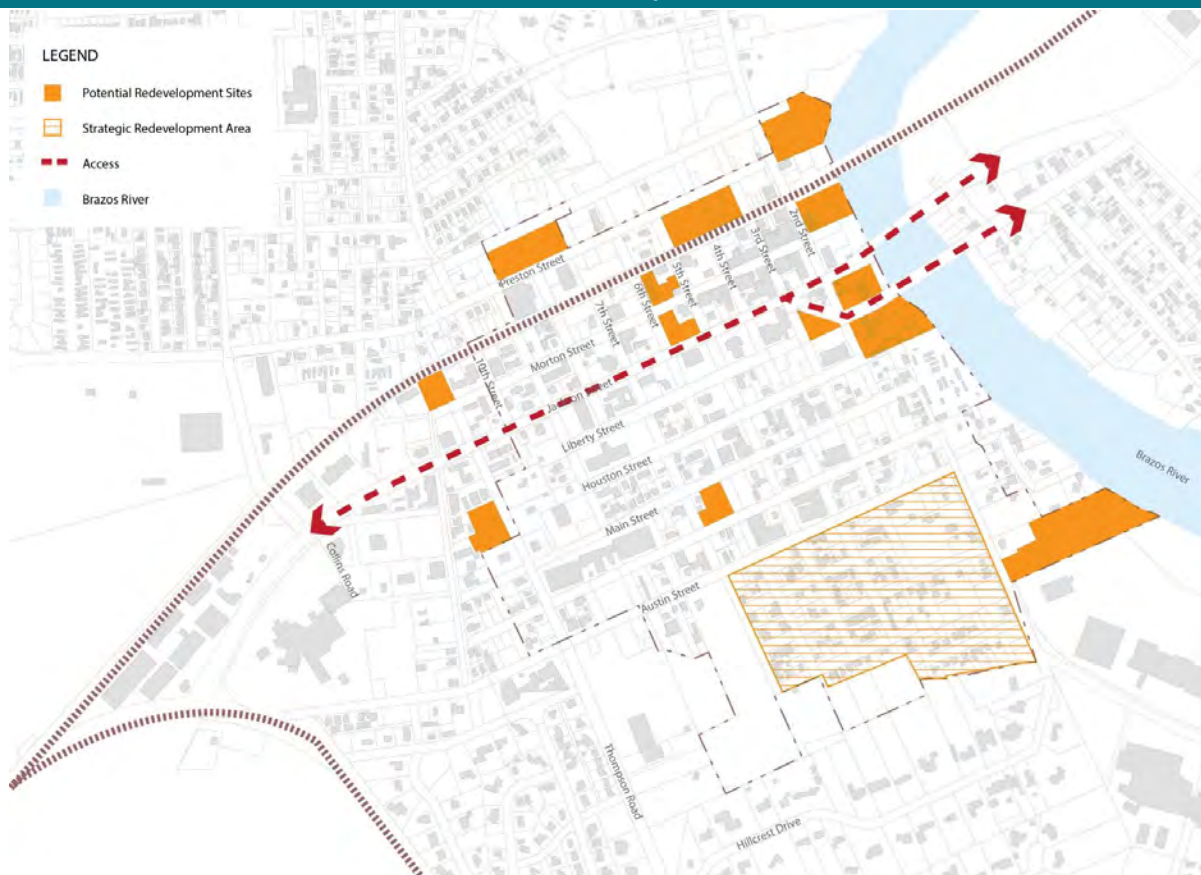 LEGEND
Potential Redevelopment Sites
Strategic Redevelopment Area
Access
Brazos River
2nd Street
3rd Street
4th Street
5th Street
6th Street
7th Street
10th Street
Preston Street
Morton Street
Jackson Street
Liberty Street
Houston Street
Main Street
Austin Street
Collins Road
Thompson Road
Hillcrest Drive
Brazos River